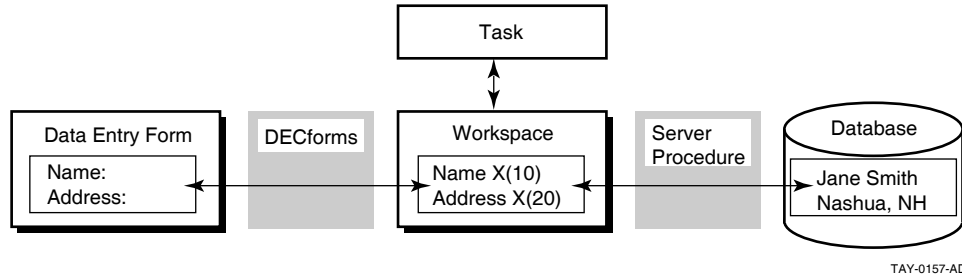 Task
Data Entry Form
Name:
Address:
DECforms
Workspace
Name X(10)
Address X(20)
Server
Procedure
Database
Jane Smith
Nashua, NH
TAY-0157-AD